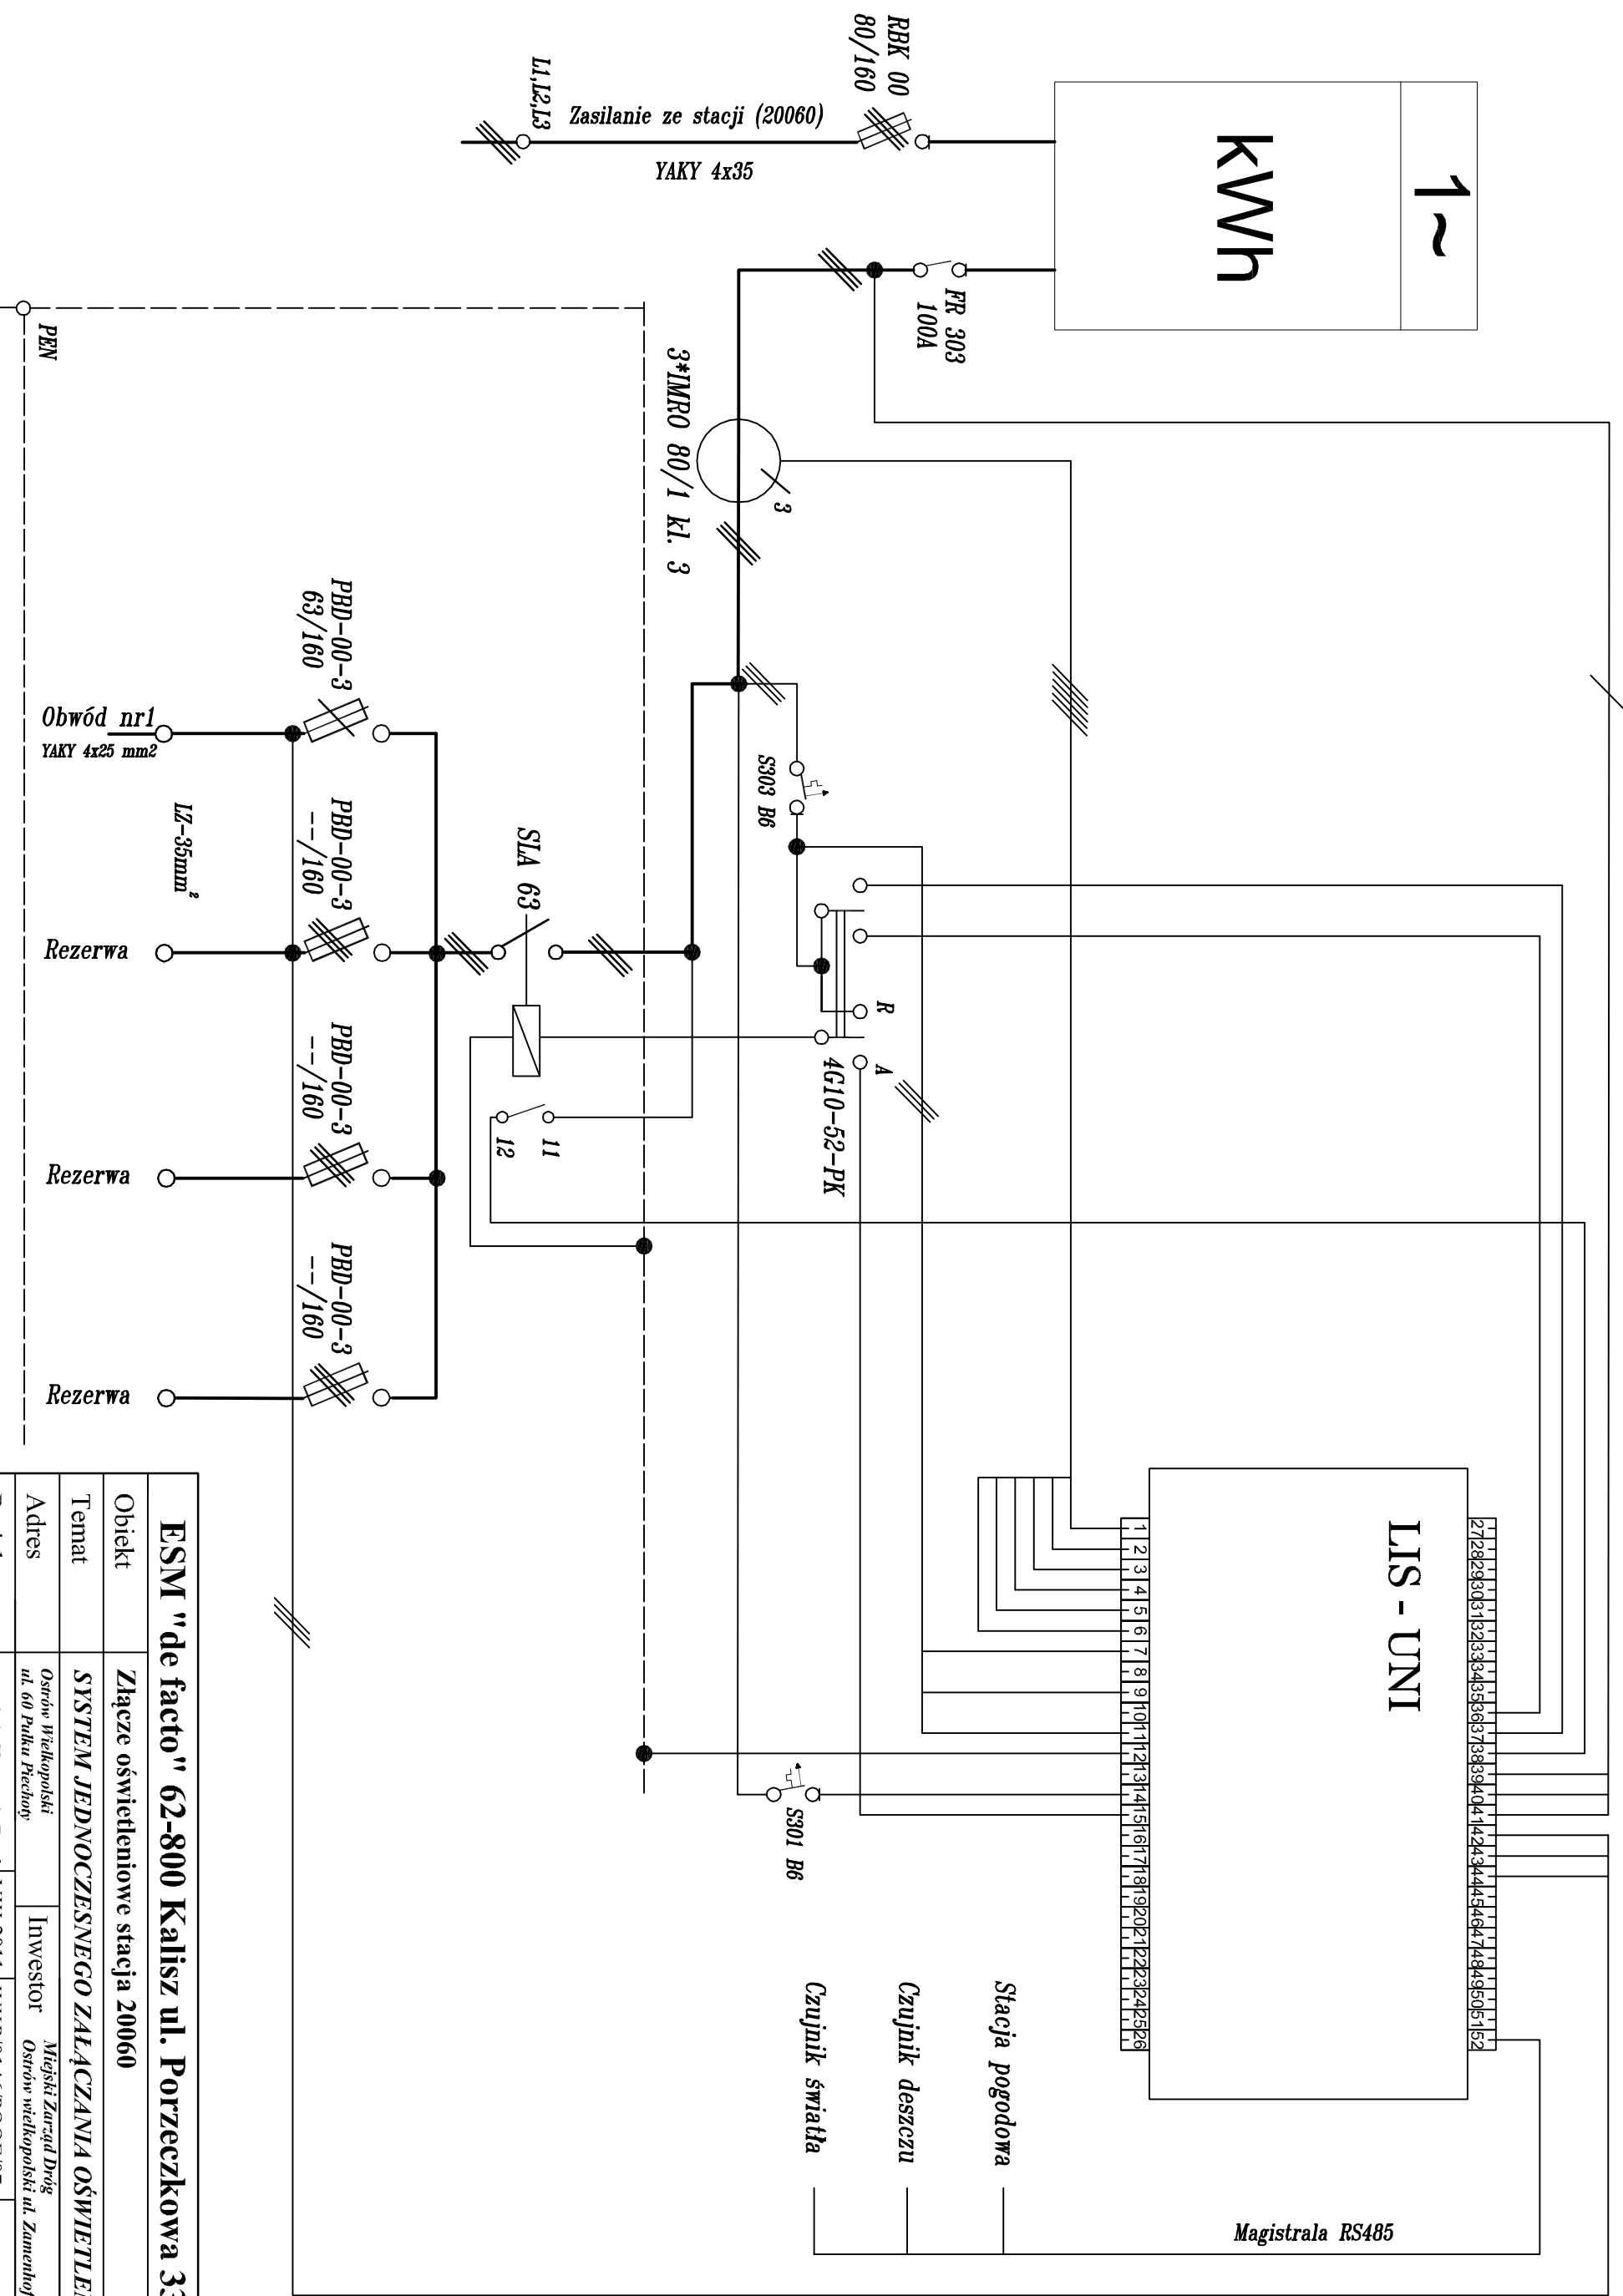 1~
kWh
RBK 00
80/160
L1,L2,L3
Zasilanie ze stacji (20060)
YAKY 4x35
FR 303
100A
PEN
3*IMRO 80/1 kl. 3
3
PBD-00-3
63/160
Obwód nr1
YAKY 4x25 mm2
LZ-35mm²
PBD-00-3
--/160
Rezerwa
PBD-00-3
--/160
Rezerwa
PBD-00-3
--/160
Rezerwa
SLA 63
S303 B6
R
A
4G10-52-PK
11
12
LIS - UNI
27 28 29 30 31 32 33 34 35 36 37 38 39 40 41 42 43 44 45 46 47 48 49 50 51 52
1 2 3 4 5 6 7 8 9 10 11 12 13 14 15 16 17 18 19 20 21 22 23 24 25 26
S301 B6
Stacja pogodowa
Czujnik deszczu
Czujnik światła
Magistrala RS485
ESM "de facto" 62-800 Kalisz ul. Porzeczkowa 33
Obiekt
Złącze oświetleniowe stacja 20060
Temat
SYSTEM JEDNOCZESNEGO ZAŁĄCZANIA
Adres
Ostrów Wielkopolski
ul. 60 Pułku Piechoty
Inwestor
Miejski Zarząd Dróg
Ostrów wielkopolski ul.